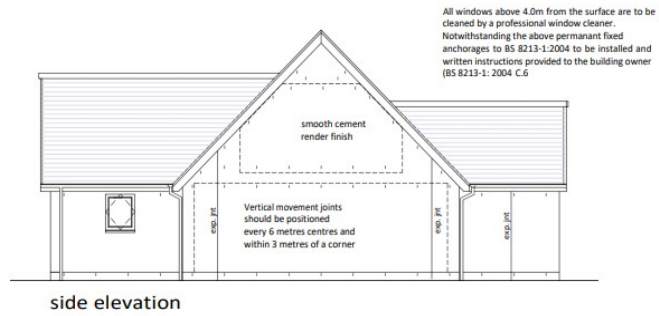 All windows above 4.0m from the surface are to be
cleaned by a professional window cleaner.
Notwithstanding the above permanant fixed
anchorages to BS 8213-1:2004 to be installed and
written instructions provided to the building owner
(BS 8213-1: 2004 C.6
smooth cement
render finish
Vertical movement joints
should be positioned
every 6 metres centres and
within 3 metres of a corner
exp. jnt
exp. jnt
exp. jnt
side elevation